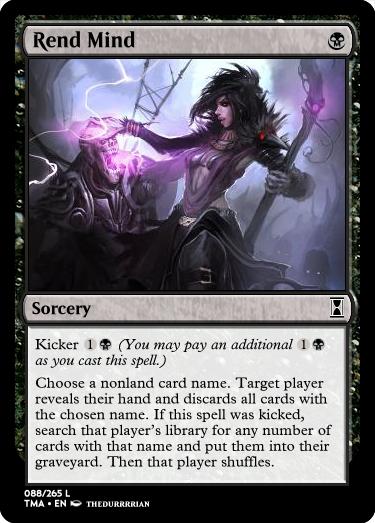 Rend Mind
Sorcery
Kicker 1 (You may pay an additional 1
as you cast this spell.)
Choose a nonland card name. Target player
reveals their hand and discards all cards with
the chosen name. If this spell was kicked,
search that player's library for any number of
cards with that name and put them into their
graveyard. Then that player shuffles.
088/265 L
TMA • EN THEDURRRRIAN